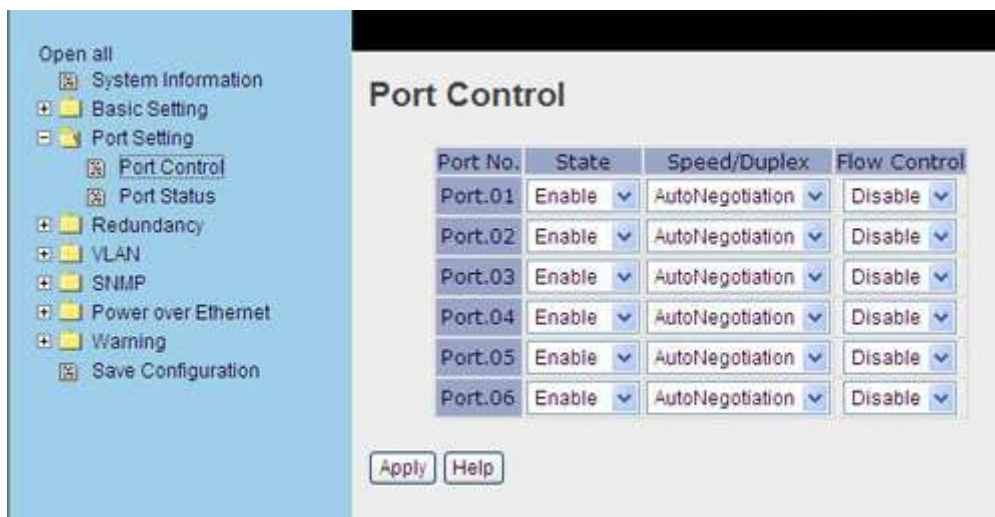 Open all
System Information
Basic Setting
Port Setting
Port Control
Port Status
Redundancy
VLAN
SNMP
Power over Ethernet
Warning
Save Configuration
Port Control
Port No. State Speed/Duplex Flow Control
Port.01 Enable AutoNegotiation Disable
Port.02 Enable AutoNegotiation Disable
Port.03 Enable AutoNegotiation Disable
Port.04 Enable AutoNegotiation Disable
Port.05 Enable AutoNegotiation Disable
Port.06 Enable AutoNegotiation Disable
Apply Help